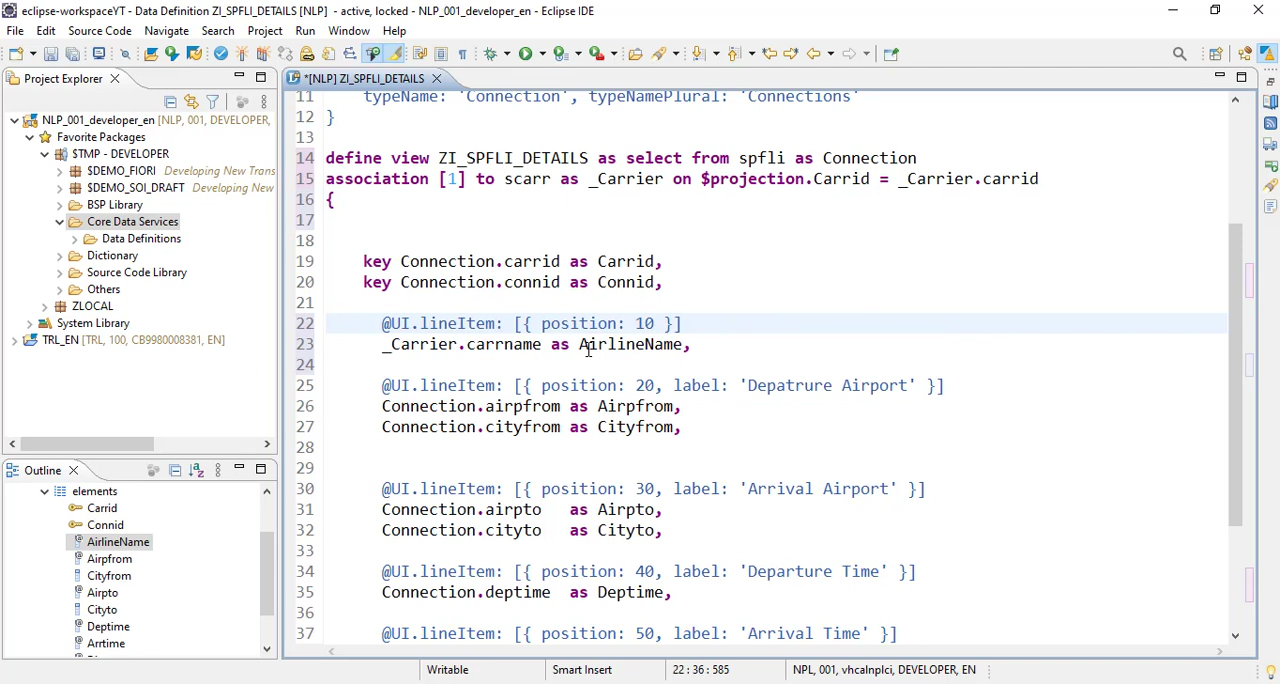 eclipse-workspaceYT - Data Definition ZI_SPFLI_DETAILS [NLP] - active, locked - NLP_001_developer_en - Eclipse IDE
File Edit Source Code Navigate Search Project Run Window Help
Project Explorer
*[NLP] ZI_SPFLI_DETAILS
NLP_001_developer_en [NLP, 001, DEVELOPER,
Favorite Packages
$TMP - DEVELOPER
$DEMO_FIORI Developing New Trans
$DEMO_SOI_DRAFT Developing New
BSP Library
Core Data Services
Data Definitions
Dictionary
Source Code Library
Others
ZLOCAL
System Library
TRL_EN [TRL, 100, CB9980008381, EN]
Outline
elements
Carrid
Connid
AirlineName
Airpfrom
Cityfrom
Airpto
Cityto
Deptime
Arrtime
11 typeName: 'Connection', typeNamePlural: 'Connections'
12 }
13
14 define view ZI_SPFLI_DETAILS as select from spfli as Connection
15 association [1] to scarr as _Carrier on $projection.Carrid = _Carrier.carrid
16 {
17
18
19 key Connection.carrid as Carrid,
20 key Connection.connid as Connid,
21
22 @UI.lineItem: [{ position: 10 }]
23 _Carrier.carrname as AirlineName,
24
25 @UI.lineItem: [{ position: 20, label: 'Depatrure Airport' }]
26 Connection.airpfrom as Airpfrom,
27 Connection.cityfrom as Cityfrom,
28
29
30 @UI.lineItem: [{ position: 30, label: 'Arrival Airport' }]
31 Connection.airpto as Airpto,
32 Connection.cityto as Cityto,
33
34 @UI.lineItem: [{ position: 40, label: 'Departure Time' }]
35 Connection.deptime as Deptime,
36
37 @UI.lineItem: [{ position: 50, label: 'Arrival Time' }]
Writable Smart Insert 22 : 36 : 585 NPL, 001, vhcalnplci, DEVELOPER, EN